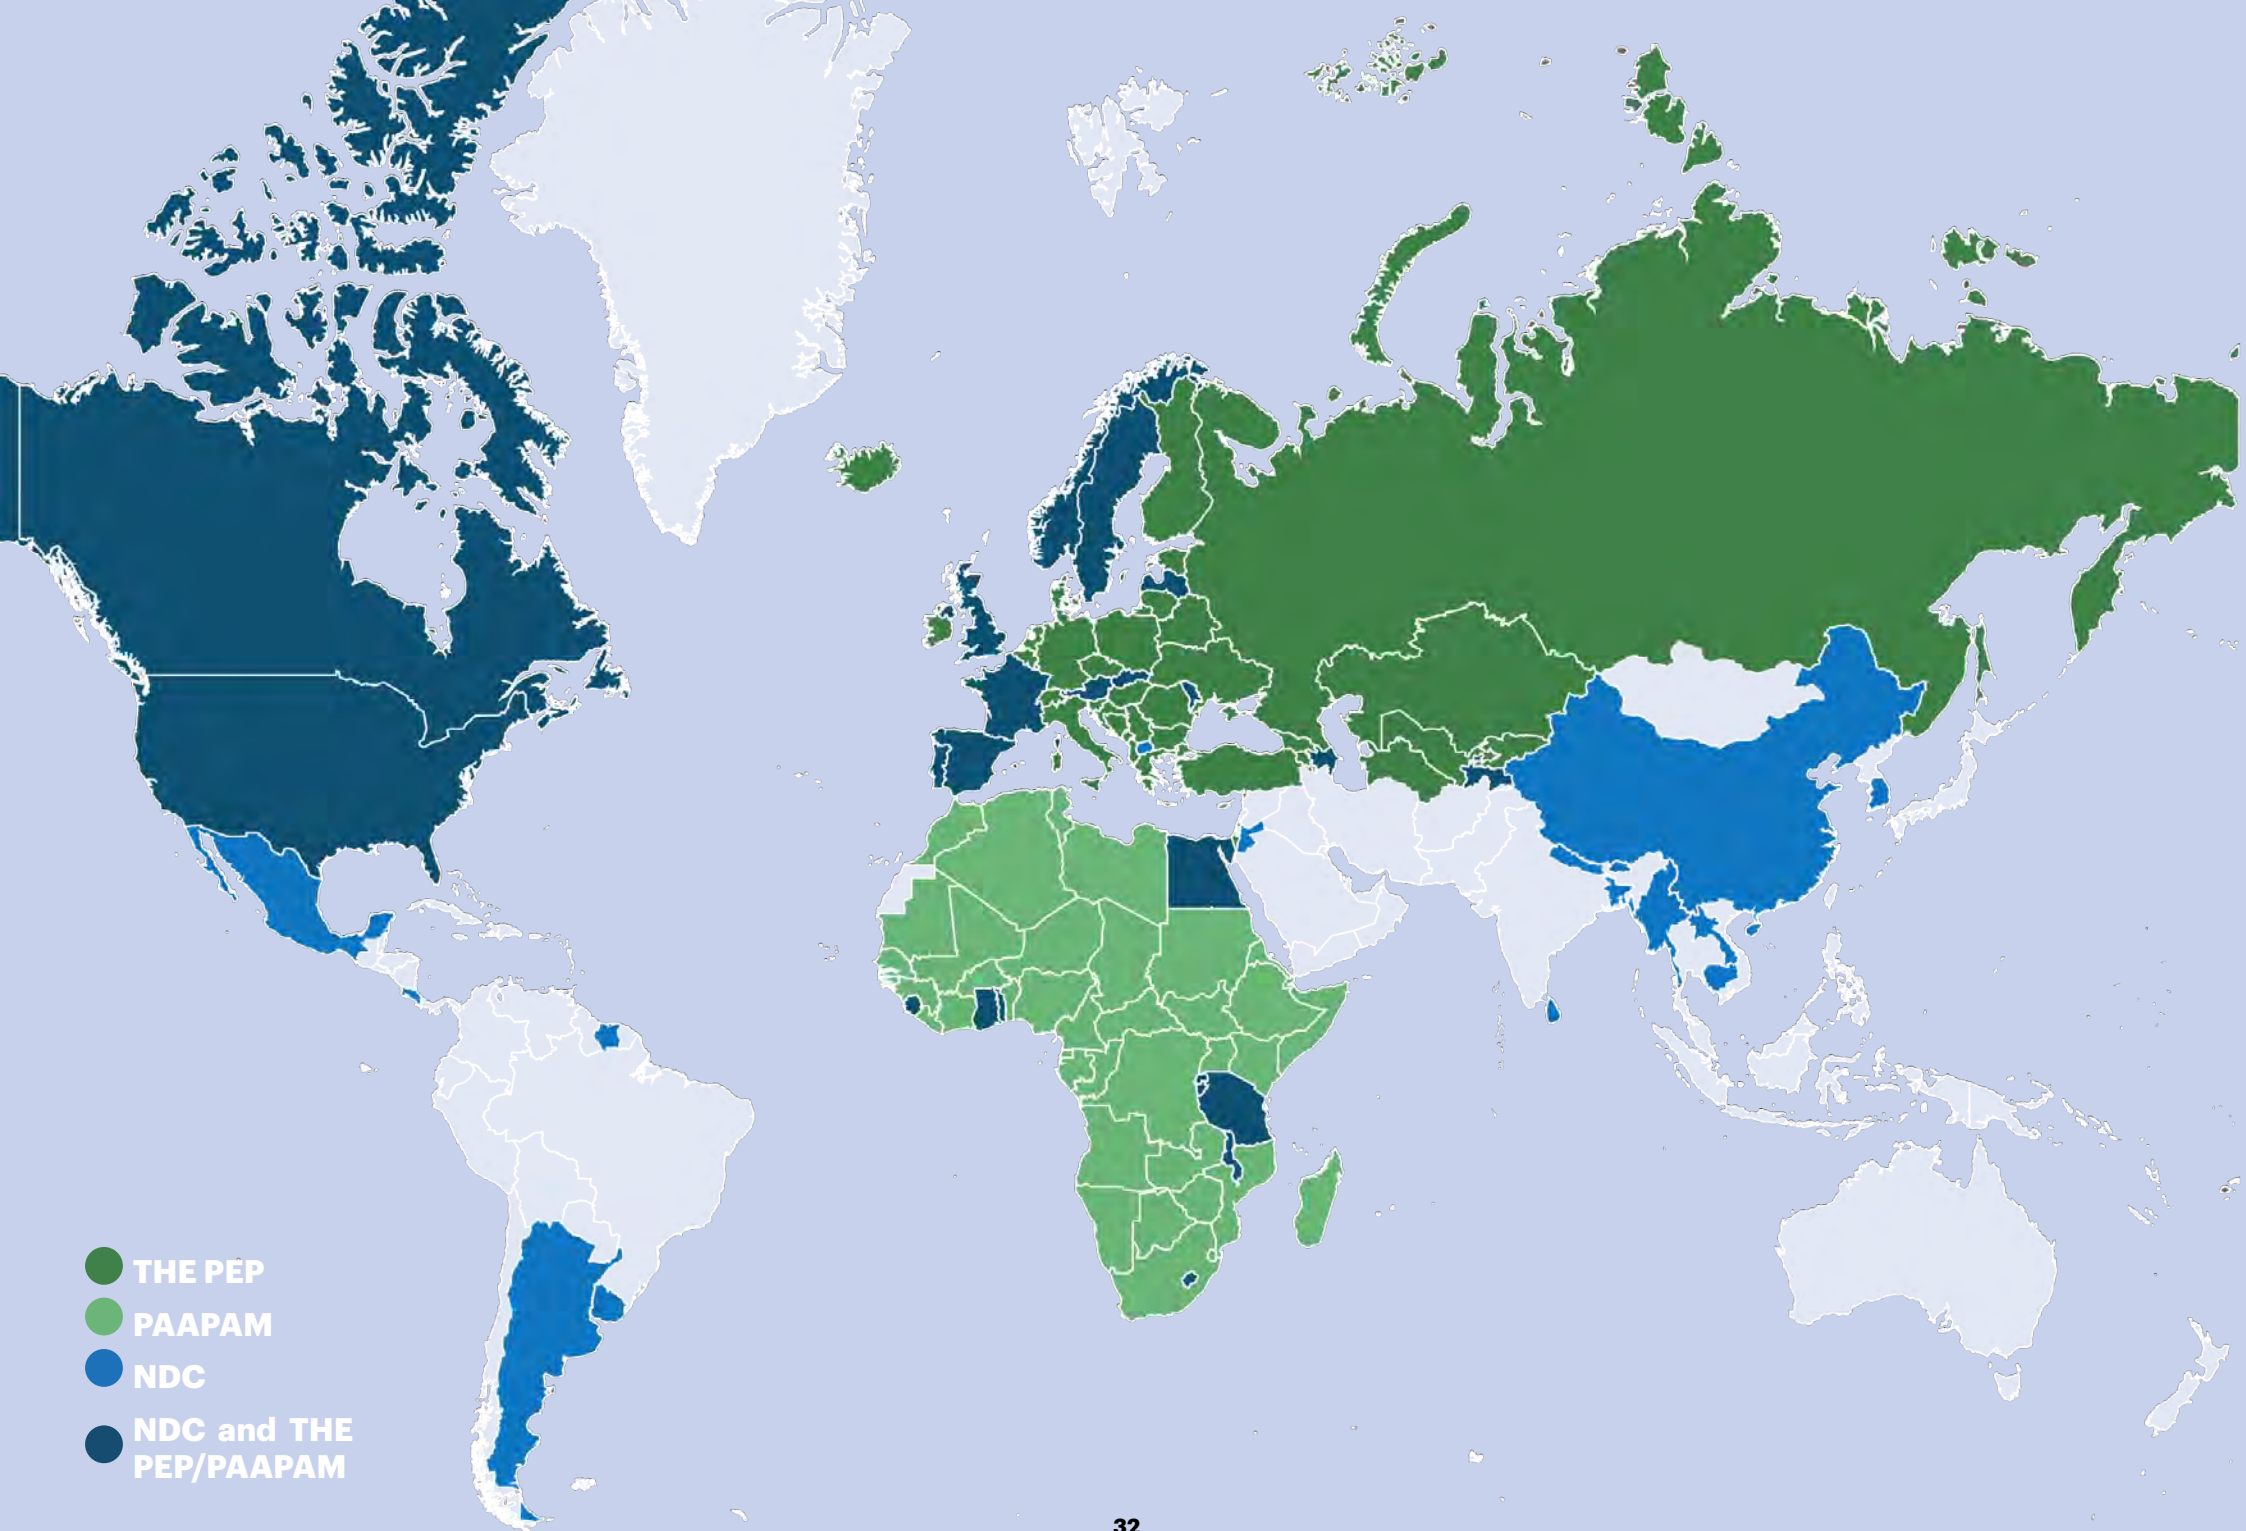 THE PEP
PAAPAM
NDC
NDC and THE
PEP/PAAPAM
32